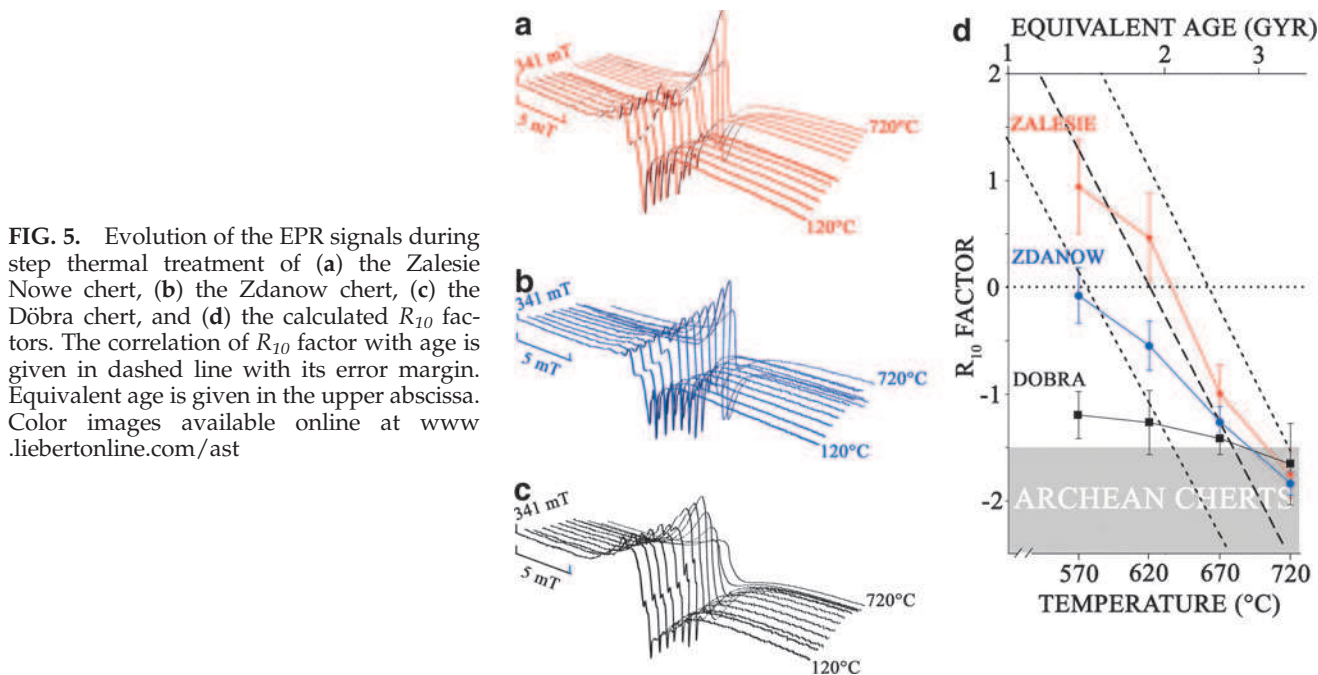 FIG. 5. Evolution of the EPR signals during
step thermal treatment of (a) the Zalesie
Nowe chert, (b) the Zdanow chert, (c) the
Döbra chert, and (d) the calculated R10 fac-
tors. The correlation of R10 factor with age is
given in dashed line with its error margin.
Equivalent age is given in the upper abscissa.
Color images available online at www
.liebertonline.com/ast
a
341 mT
5 mT
720°C
120°C
b
341 mT
5 mT
720°C
120°C
c
341 mT
5 mT
720°C
120°C
d
EQUIVALENT AGE (GYR)
1 2 3
2
ZALESIE
1
ZDANOW
0
R10 FACTOR
DOBRA
-1
ARCHEAN CHERTS
-2
570 620 670 720
TEMPERATURE (°C)